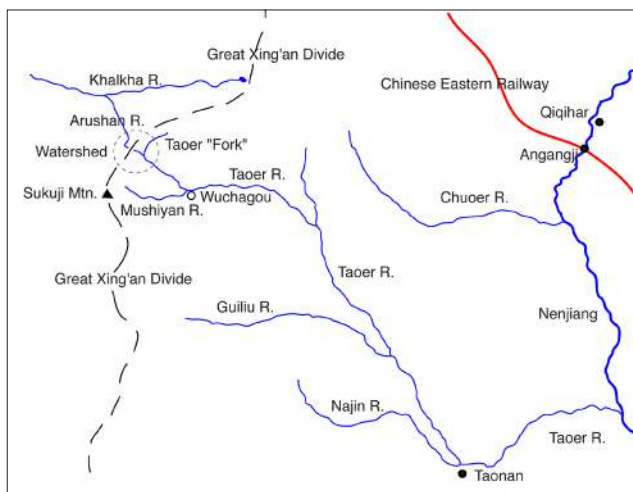 Great Xing'an Divide
Khalkha R.
Chinese Eastern Railway
Qiqihar
Arushan R.
Watershed
Taoer "Fork"
Angangji
Taoer R.
Sukuji Mtn.
Wuchagou
Chuoer R.
Mushiyan R.
Great Xing'an Divide
Taoer R.
Guiliu R.
Nenjiang
Najin R.
Taoer R.
Taonan